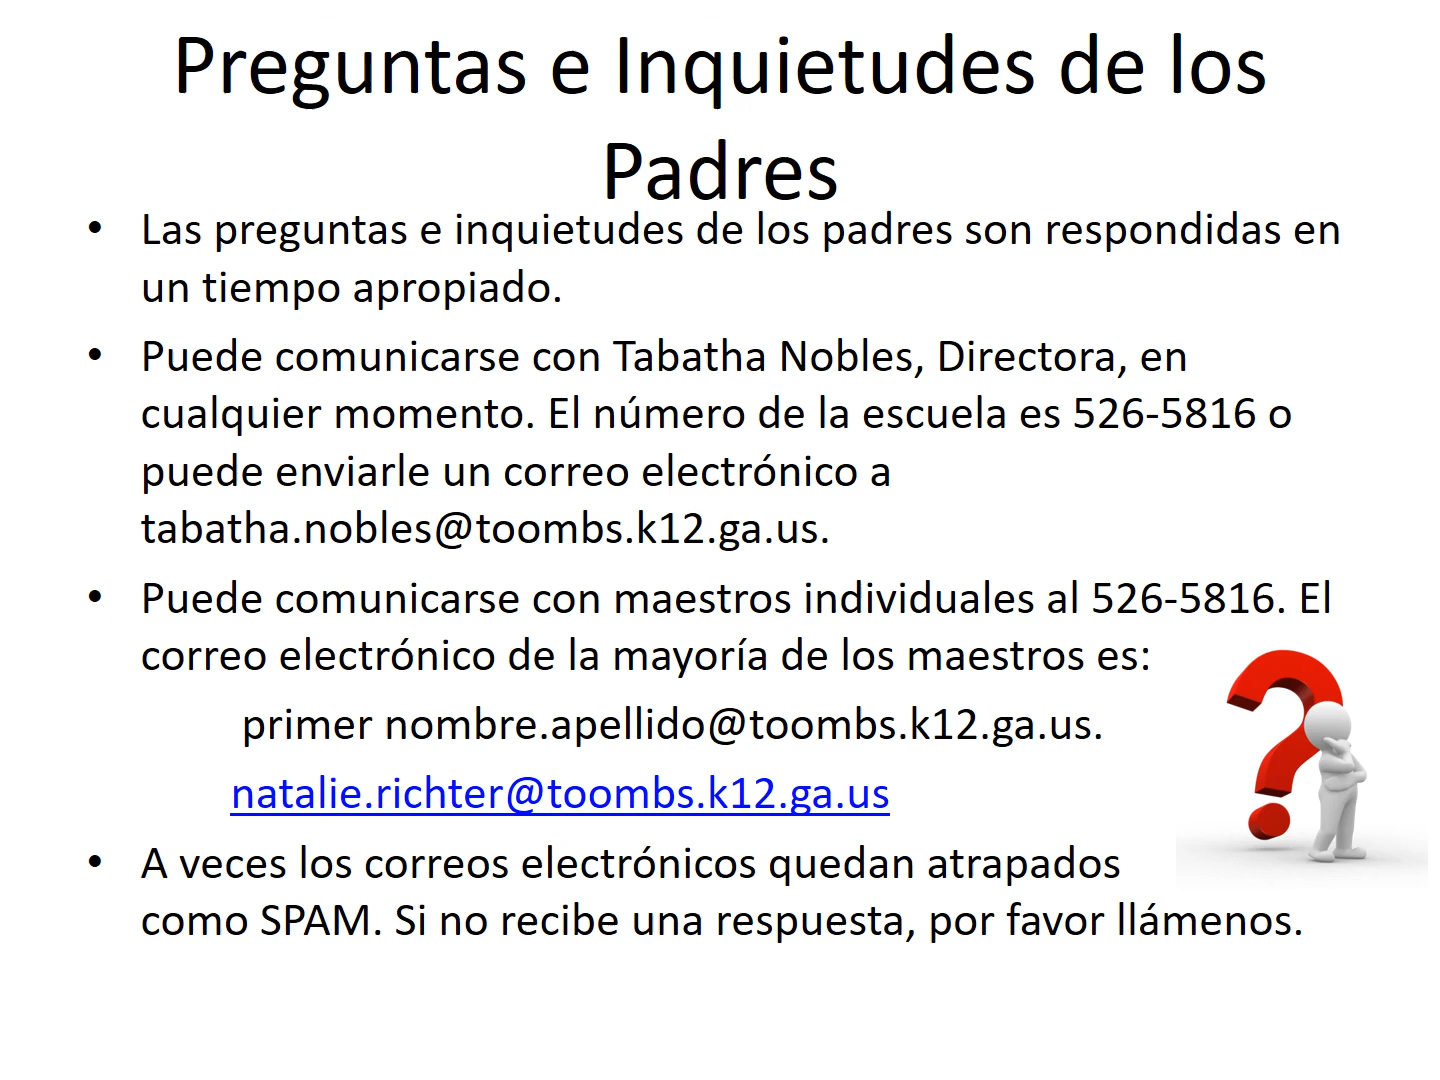 Preguntas e Inquietudes de los
Padres
• Las preguntas e inquietudes de los padres son respondidas en
un tiempo apropiado.
• Puede comunicarse con Tabatha Nobles, Directora, en
cualquier momento. El número de la escuela es 526-5816 o
puede enviarle un correo electrónico a
tabatha.nobles@toombs.k12.ga.us.
• Puede comunicarse con maestros individuales al 526-5816. El
correo electrónico de la mayoría de los maestros es:
primer nombre.apellido@toombs.k12.ga.us.
natalie.richter@toombs.k12.ga.us
• A veces los correos electrónicos quedan atrapados
como SPAM. Si no recibe una respuesta, por favor llámenos.